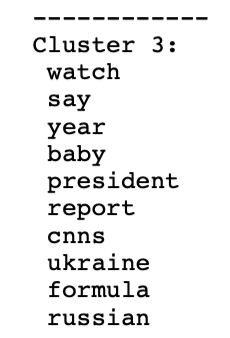 -------------
Cluster 3:
watch
say
year
baby
president
report
cnns
ukraine
formula
russian